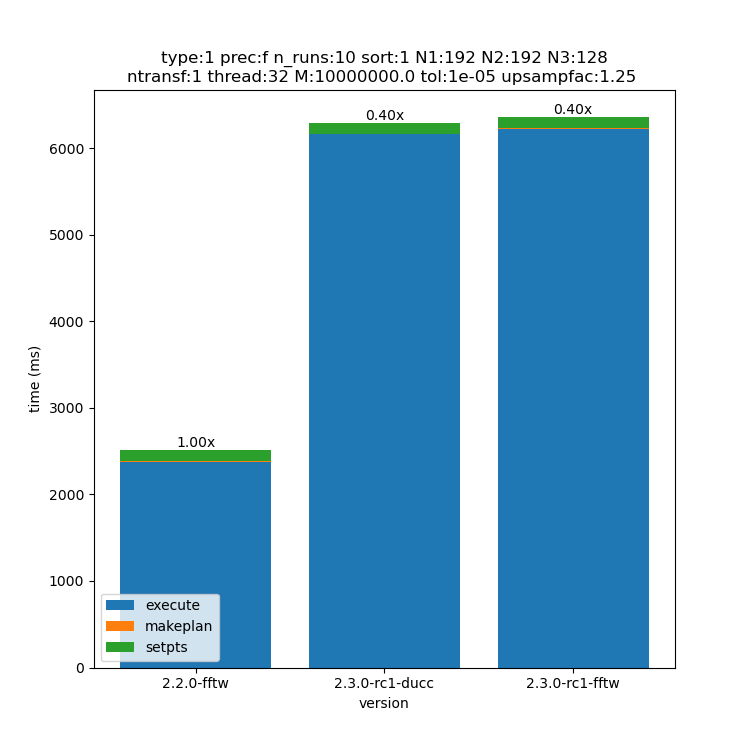 type:1 prec:f n_runs:10 sort:1 N1:192 N2:192 N3:128
ntransf:1 thread:32 M:10000000.0 tol:1e-05 upsampfac:1.25
0.40x
0.40x
6000
5000
4000
time (ms)
3000
1.00x
2000
1000
execute
makeplan
setpts
0
2.2.0-fftw
2.3.0-rc1-ducc
2.3.0-rc1-fftw
version